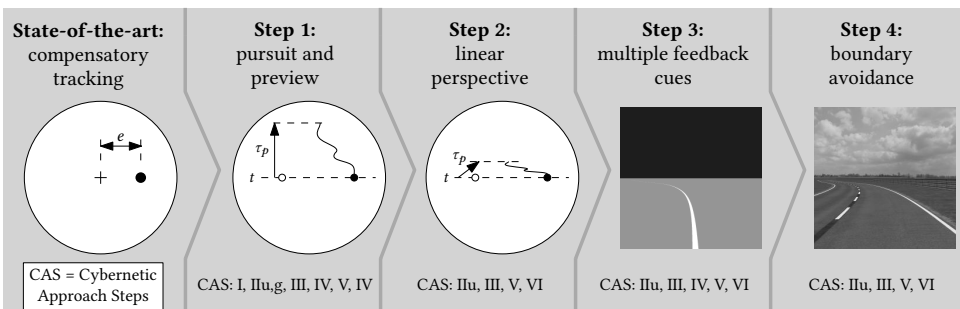 State-of-the-art:
compensatory
tracking
e
CAS = Cybernetic
Approach Steps
Step 1:
pursuit and
preview
τp
t
CAS: I, IIu,g, III, IV, V, IV
Step 2:
linear
perspective
τp
t
CAS: IIu, III, V, VI
Step 3:
multiple feedback
cues
CAS: IIu, III, IV, V, VI
Step 4:
boundary
avoidance
CAS: IIu, III, V, VI